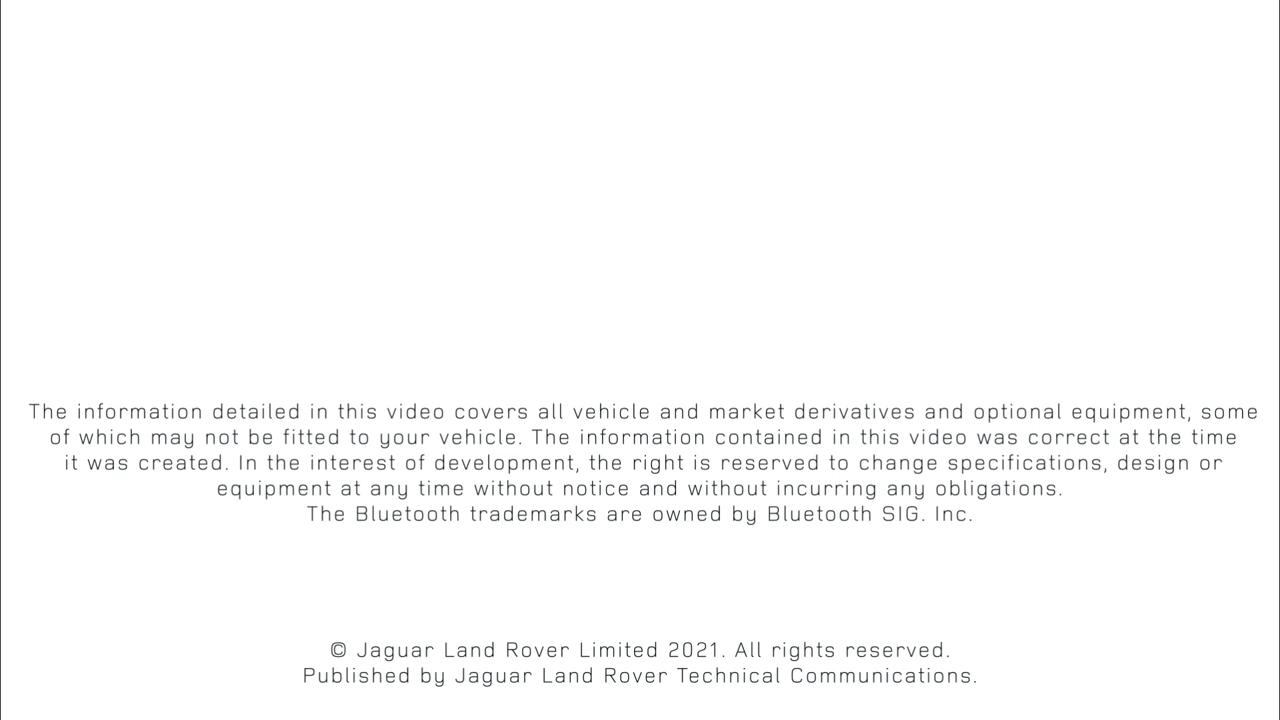 The information detailed in this video covers all vehicle and market derivatives and optional equipment, some
of which may not be fitted to your vehicle. The information contained in this video was correct at the time
it was created. In the interest of development, the right is reserved to change specifications, design or
equipment at any time without notice and without incurring any obligations.
The Bluetooth trademarks are owned by Bluetooth SIG. Inc.
© Jaguar Land Rover Limited 2021. All rights reserved.
Published by Jaguar Land Rover Technical Communications.